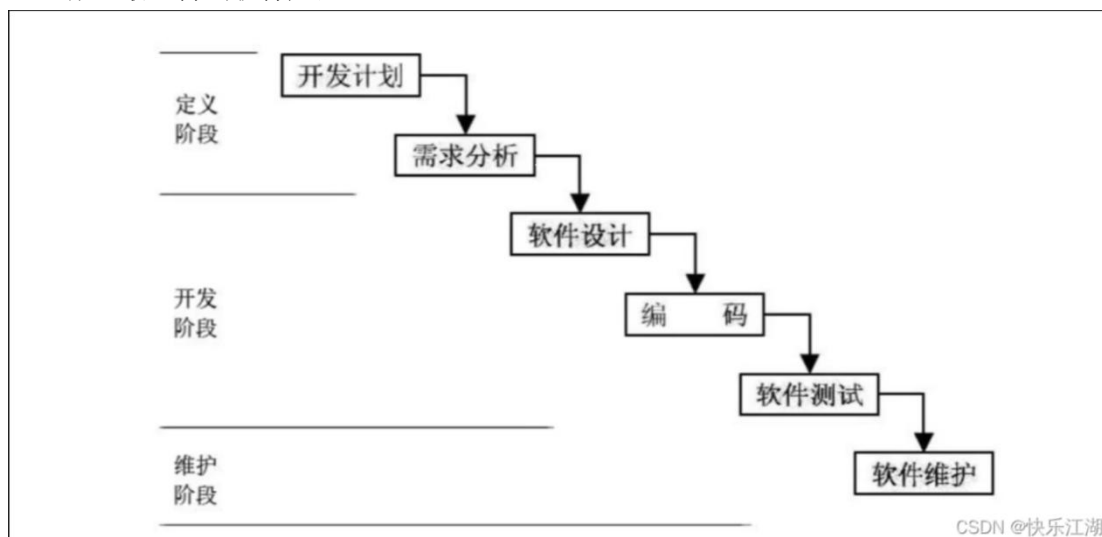 开发计划
定义
阶段
需求分析
软件设计
开发
阶段
编 码
软件测试
维护
阶段
软件维护
CSDN @快乐江湖